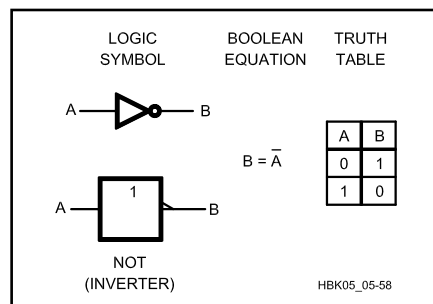 LOGIC SYMBOL
BOOLEAN EQUATION
TRUTH TABLE
A
B
B = A̅
A B
0 1
1 0
1
A
B
NOT
(INVERTER)
HBK05_05-58